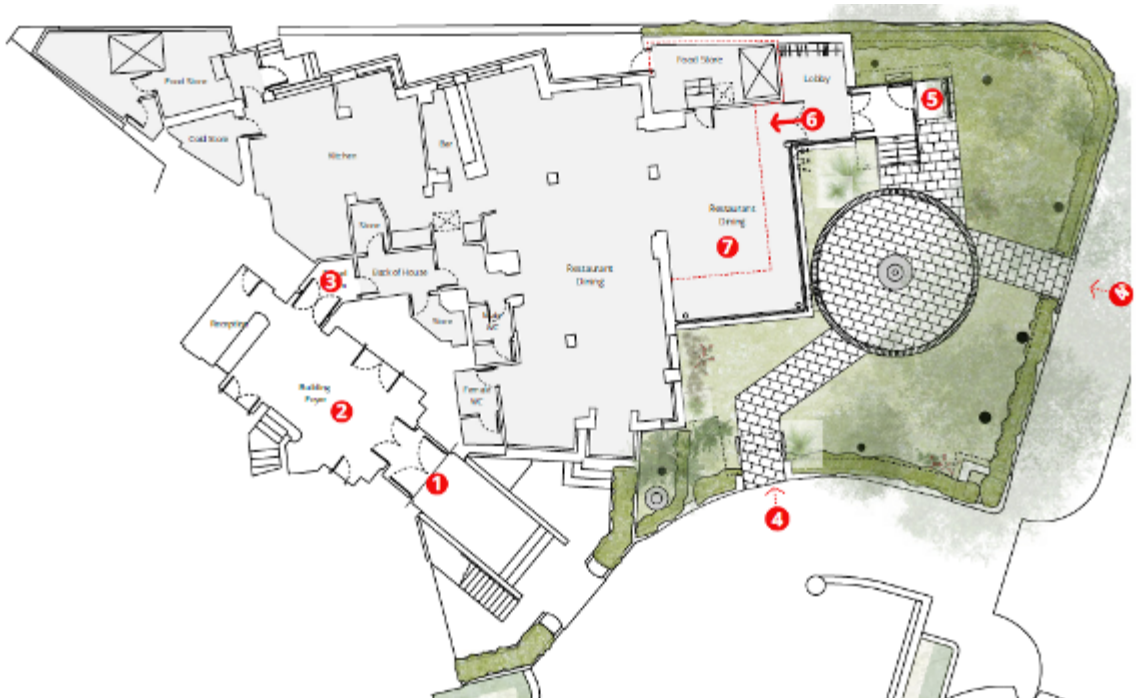 Food Store
Food Store
Lobby
5
6
Cold Store
Kitchen
Bar
Restaurant
Dining
7
Store
Back of House
Restaurant
Dining
3
4
Store
WC
Reception
Building
Foyer
2
Female
WC
1
4